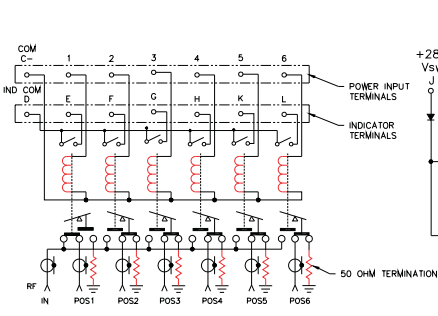 COM
C- 1 2 3 4 5 6
+28
Vsw
J
POWER INPUT
TERMINALS
IND COM
D E F G H K L
INDICATOR
TERMINALS
50 OHM TERMINATION
RF
IN POS1 POS2 POS3 POS4 POS5 POS6